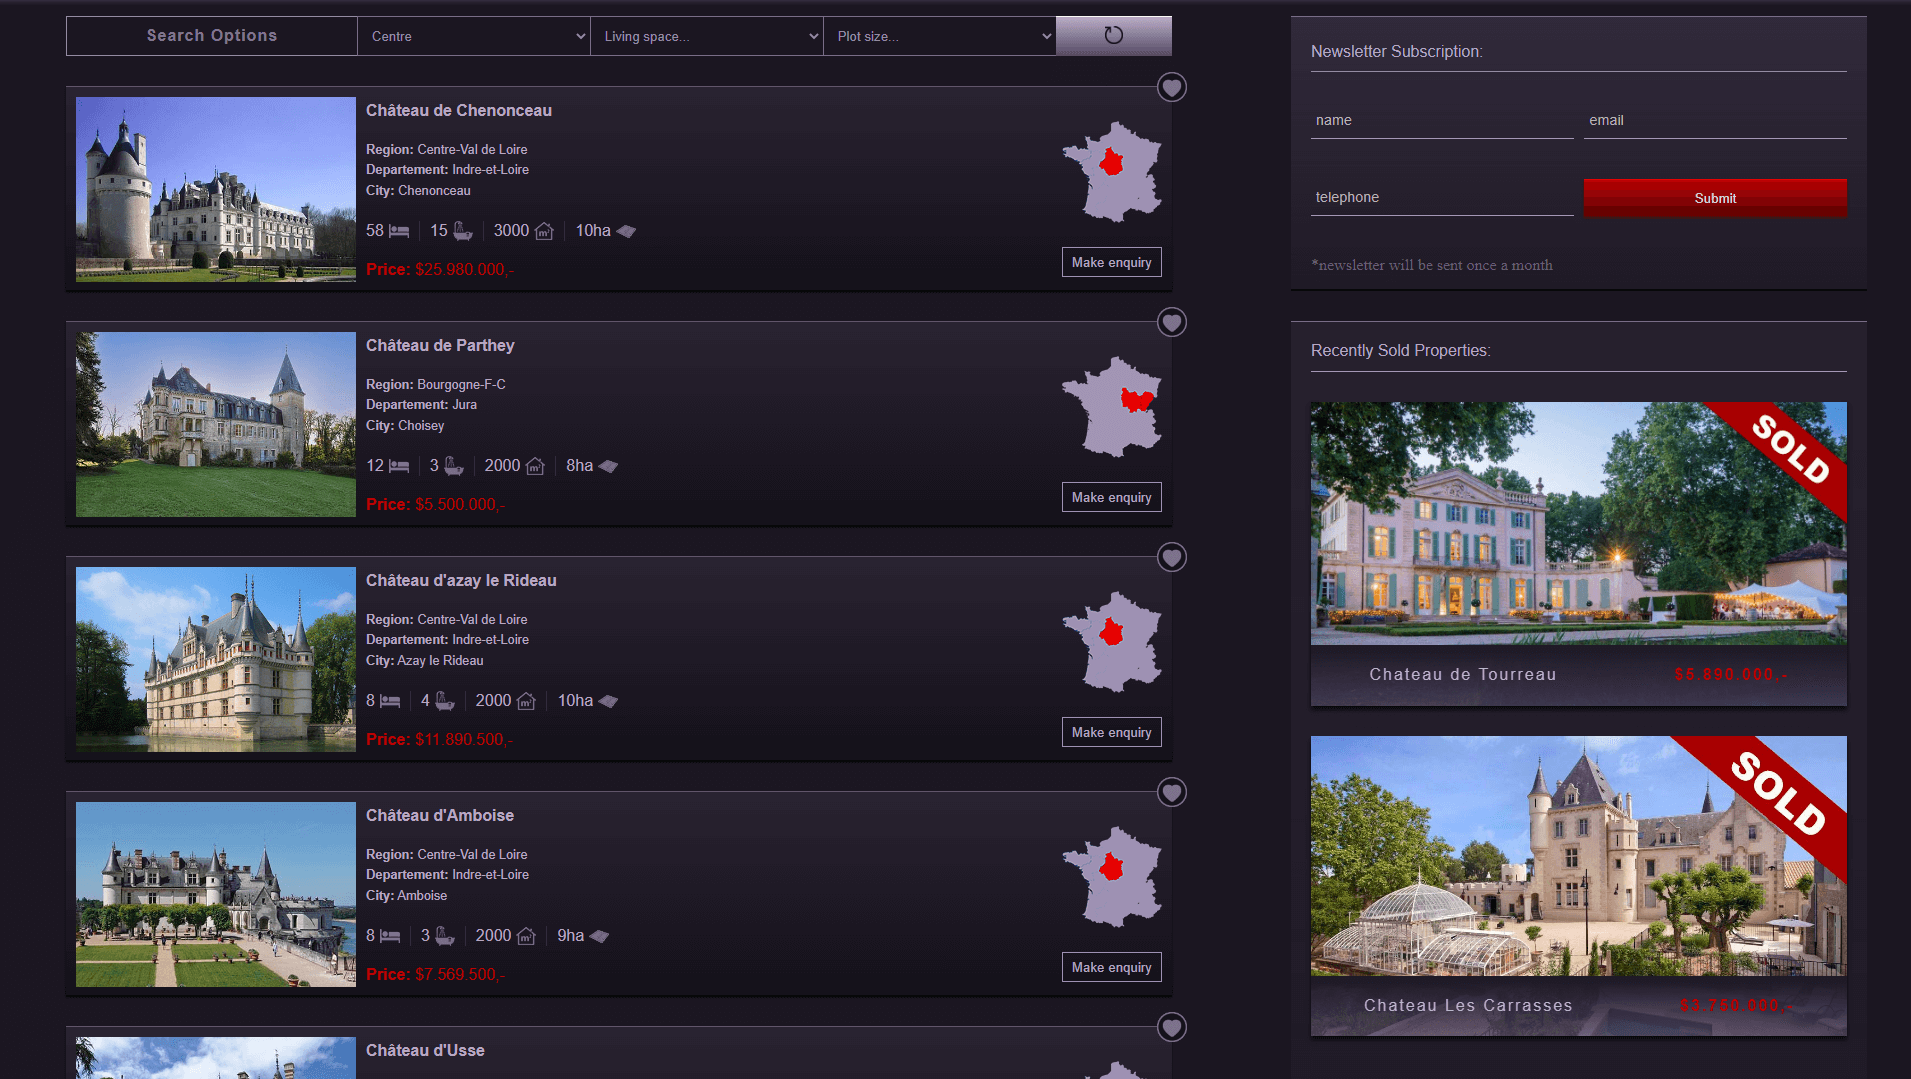 Search Options
Centre
Living space...
Plot size...
Château de Chenonceau
Region: Centre-Val de Loire
Departement: Indre-et-Loire
City: Chenonceau
58 15 3000 m² 10ha
Price: $25.980.000,-
Make enquiry
Château de Parthey
Region: Bourgogne-F-C
Departement: Jura
City: Choisey
12 3 2000 m² 8ha
Price: $5.500.000,-
Make enquiry
Château d'azay le Rideau
Region: Centre-Val de Loire
Departement: Indre-et-Loire
City: Azay le Rideau
8 4 2000 m² 10ha
Price: $11.890.500,-
Make enquiry
Château d'Amboise
Region: Centre-Val de Loire
Departement: Indre-et-Loire
City: Amboise
8 3 2000 m² 9ha
Price: $7.569.500,-
Make enquiry
Château d'Usse
Newsletter Subscription:
name
email
telephone
Submit
*newsletter will be sent once a month
Recently Sold Properties:
SOLD
Chateau de Tourreau
$5.890.000,-
SOLD
Chateau Les Carrasses
$3.750.000,-